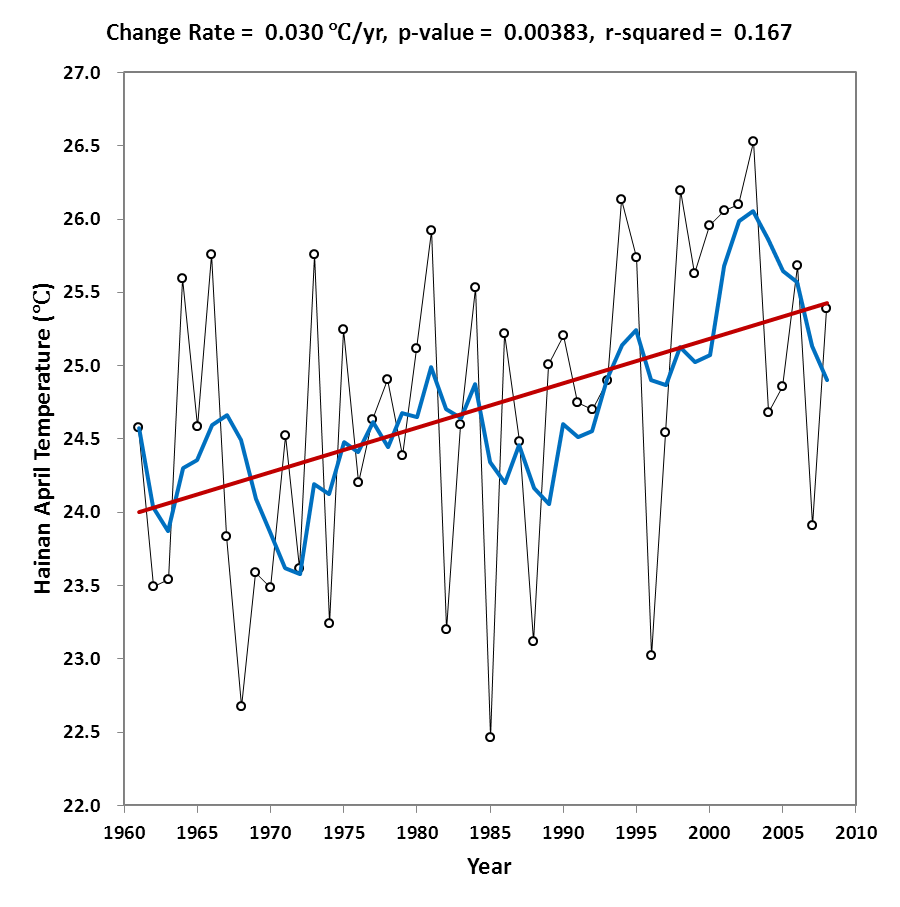 Change Rate = 0.030 ℃/yr, p-value = 0.00383, r-squared = 0.167
27.0
26.5
26.0
25.5
25.0
24.5
24.0
23.5
23.0
22.5
22.0
Hainan April Temperature (℃)
1960 1965 1970 1975 1980 1985 1990 1995 2000 2005 2010
Year